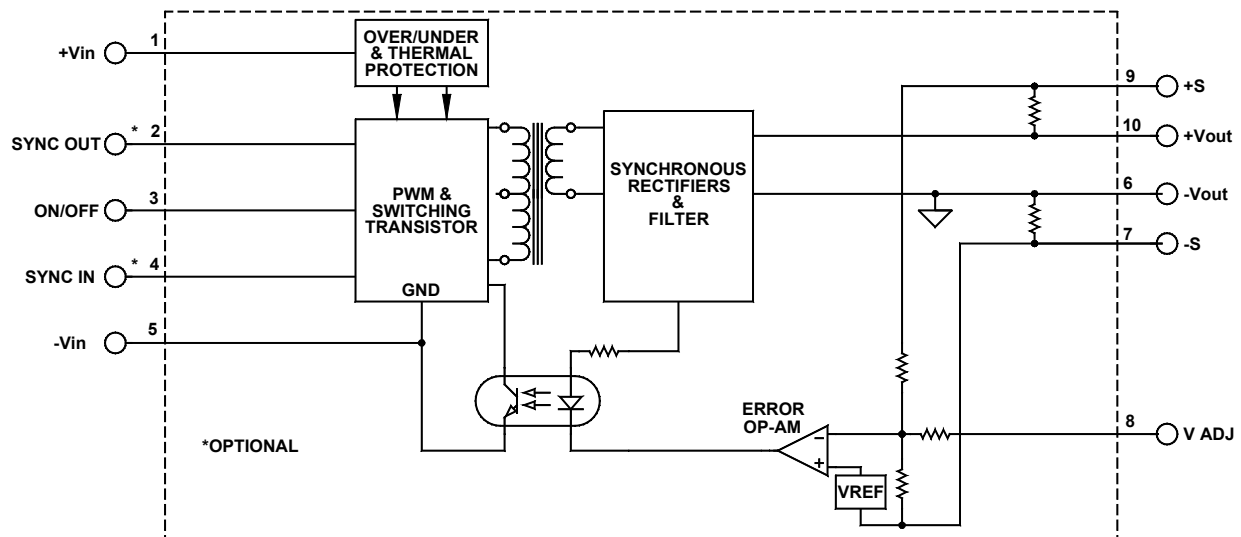 1
OVER/UNDER
& THERMAL
PROTECTION
+Vin
9
+S
* 2
SYNC OUT
10
+Vout
SYNCHRONOUS
RECTIFIERS
&
FILTER
PWM &
SWITCHING
TRANSISTOR
6
-Vout
3
ON/OFF
7
-S
* 4
SYNC IN
GND
5
-Vin
ERROR
OP-AM
8
V ADJ
*OPTIONAL
−
+
VREF